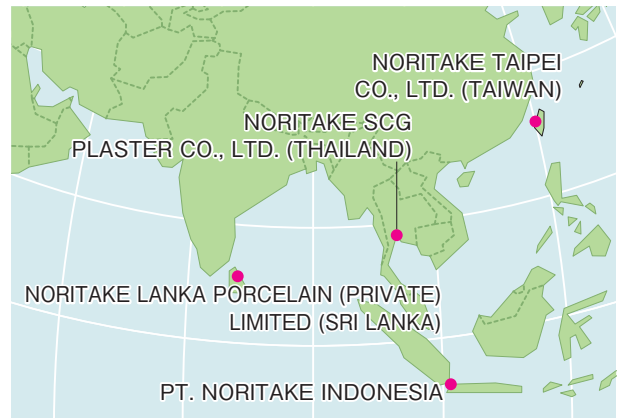 NORITAKE TAIPEI
CO., LTD. (TAIWAN)
NORITAKE SCG
PLASTER CO., LTD. (THAILAND)
NORITAKE LANKA PORCELAIN (PRIVATE)
LIMITED (SRI LANKA)
PT. NORITAKE INDONESIA